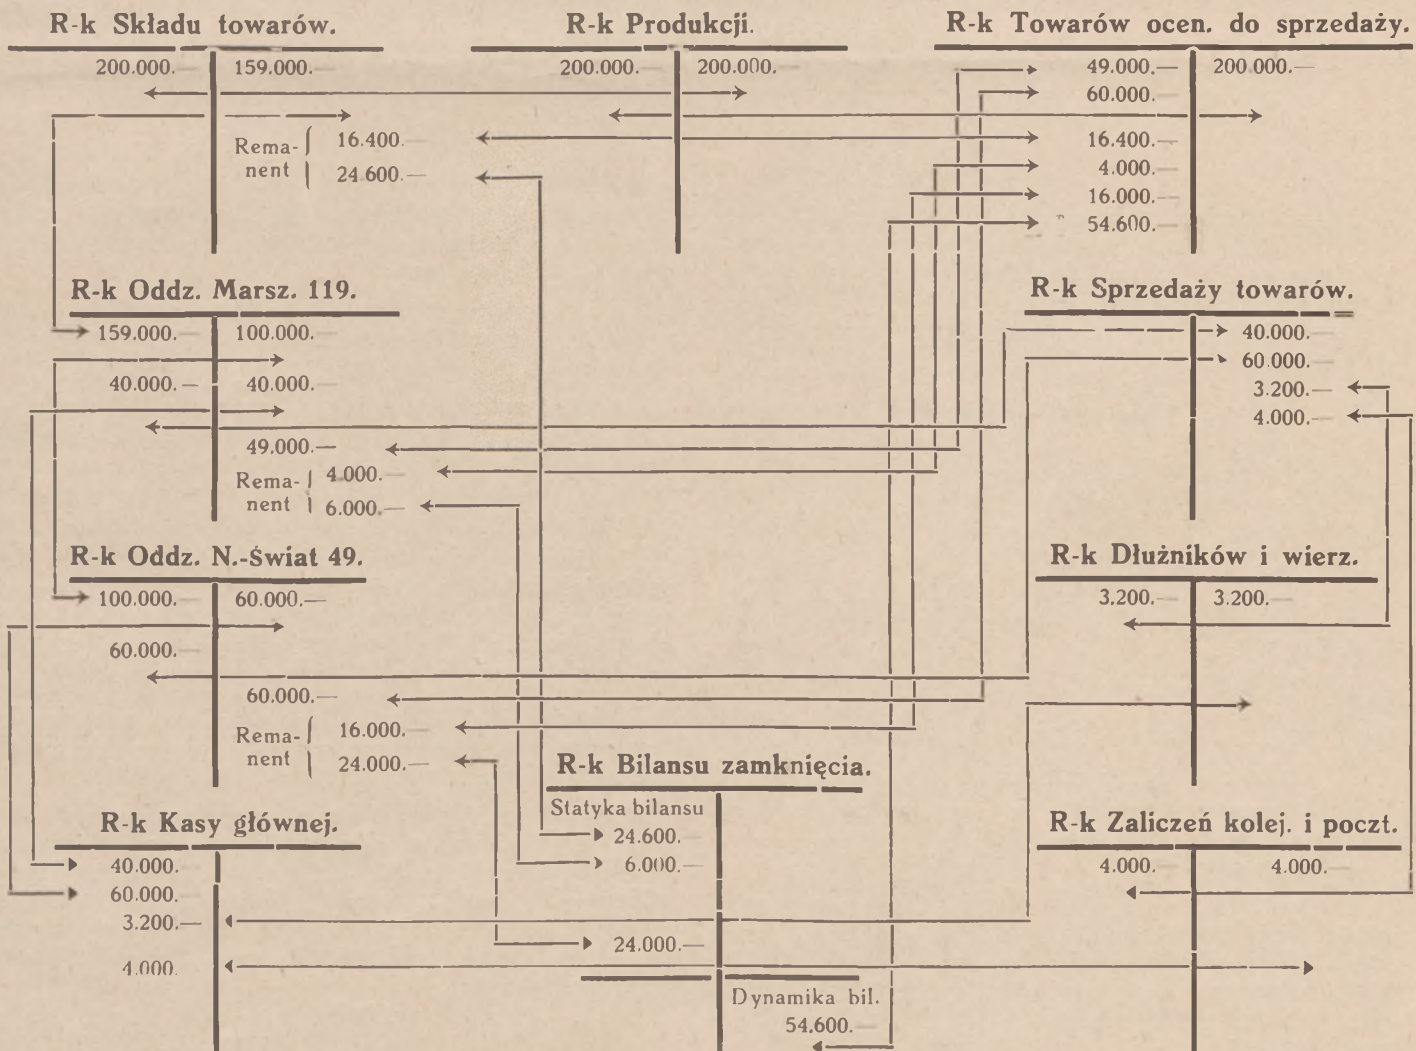 R-k Składu towarów.
200.000.— 159.000.—
Rema-
nent
16.400.—
24.600.—
R-k Produkcji.
200.000.— 200.000.—
R-k Towarów ocen. do sprzedaży.
49.000.— 200.000.—
60.000.—
16.400.—
4.000.—
16.000.—
54.600.—
R-k Oddz. Marsz. 119.
159.000.— 100.000.—
40.000.— 40.000.—
49.000.—
Rema-
nent
4.000.—
6.000.—
R-k Sprzedaży towarów.
40.000.—
60.000.—
3.200.—
4.000.—
R-k Oddz. N.-Świat 49.
100.000.— 60.000.—
60.000.—
60.000.—
Rema-
nent
16.000.—
24.000.—
R-k Dłużników i wierz.
3.200.— 3.200.—
R-k Bilansu zamknięcia.
Statyka bilansu
24.600.—
6.000.—
24.000.—
Dynamika bil.
54.600.—
R-k Kasy głównej.
40.000.—
60.000.—
3.200.—
4.000.
R-k Zaliczeń kolej. i poczt.
4.000.— 4.000.—